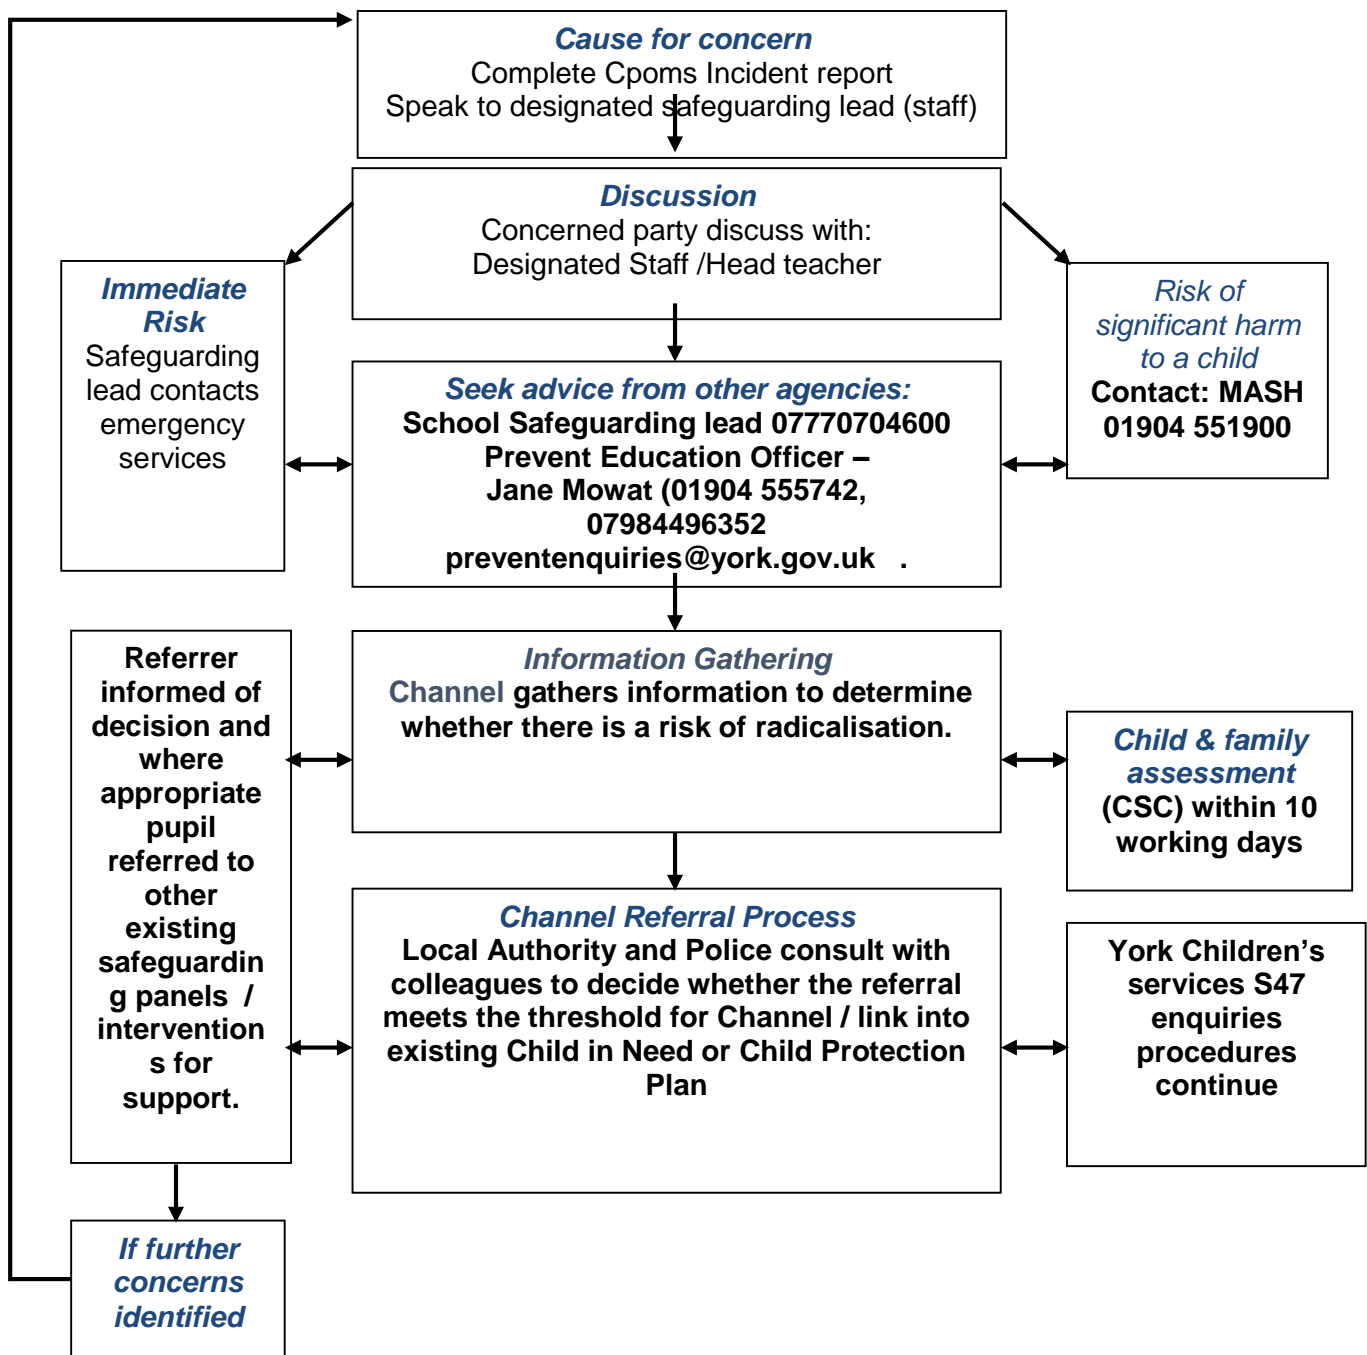 Cause for concern
Complete Cpoms Incident report
Speak to designated safeguarding lead (staff)
Discussion
Concerned party discuss with:
Designated Staff /Head teacher
Immediate
Risk
Safeguarding
lead contacts
emergency
services
Risk of
significant harm
to a child
Contact: MASH
01904 551900
Seek advice from other agencies:
School Safeguarding lead 07770704600
Prevent Education Officer –
Jane Mowat (01904 555742,
07984496352
preventenquiries@york.gov.uk .
Referrer
informed of
decision and
where
appropriate
pupil
referred to
other
existing
safeguardin
g panels /
intervention
s for
support.
Information Gathering
Channel gathers information to determine
whether there is a risk of radicalisation.
Child & family
assessment
(CSC) within 10
working days
Channel Referral Process
Local Authority and Police consult with
colleagues to decide whether the referral
meets the threshold for Channel / link into
existing Child in Need or Child Protection
Plan
York Children’s
services S47
enquiries
procedures
continue
If further
concerns
identified